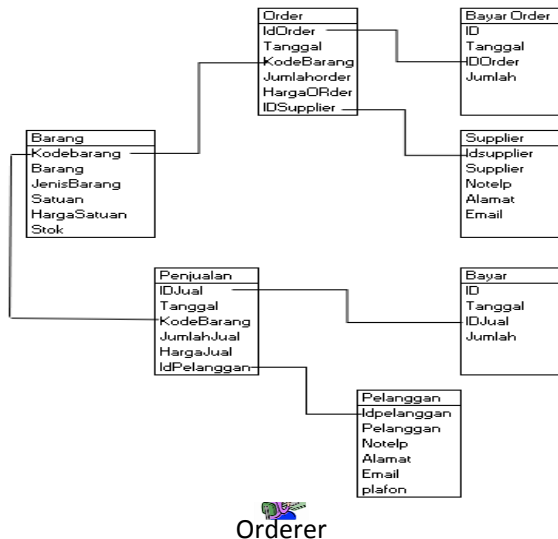 Order
IdOrder
Tanggal
KodeBarang
Jumlahorder
HargaORder
IDSupplier
Bayar Order
ID
Tanggal
IDOrder
Jumlah
Barang
Kodebarang
Barang
JenisBarang
Satuan
HargaSatuan
Stok
Supplier
Idsupplier
Supplier
Notelp
Alamat
Email
Penjualan
IDJual
Tanggal
KodeBarang
JumlahJual
HargaJual
IdPelanggan
Bayar
ID
Tanggal
IDJual
Jumlah
Pelanggan
Idpelanggan
Pelanggan
Notelp
Alamat
Email
plafon
Orderer